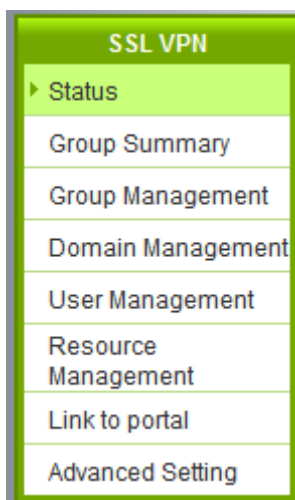 SSL VPN
Status
Group Summary
Group Management
Domain Management
User Management
Resource
Management
Link to portal
Advanced Setting